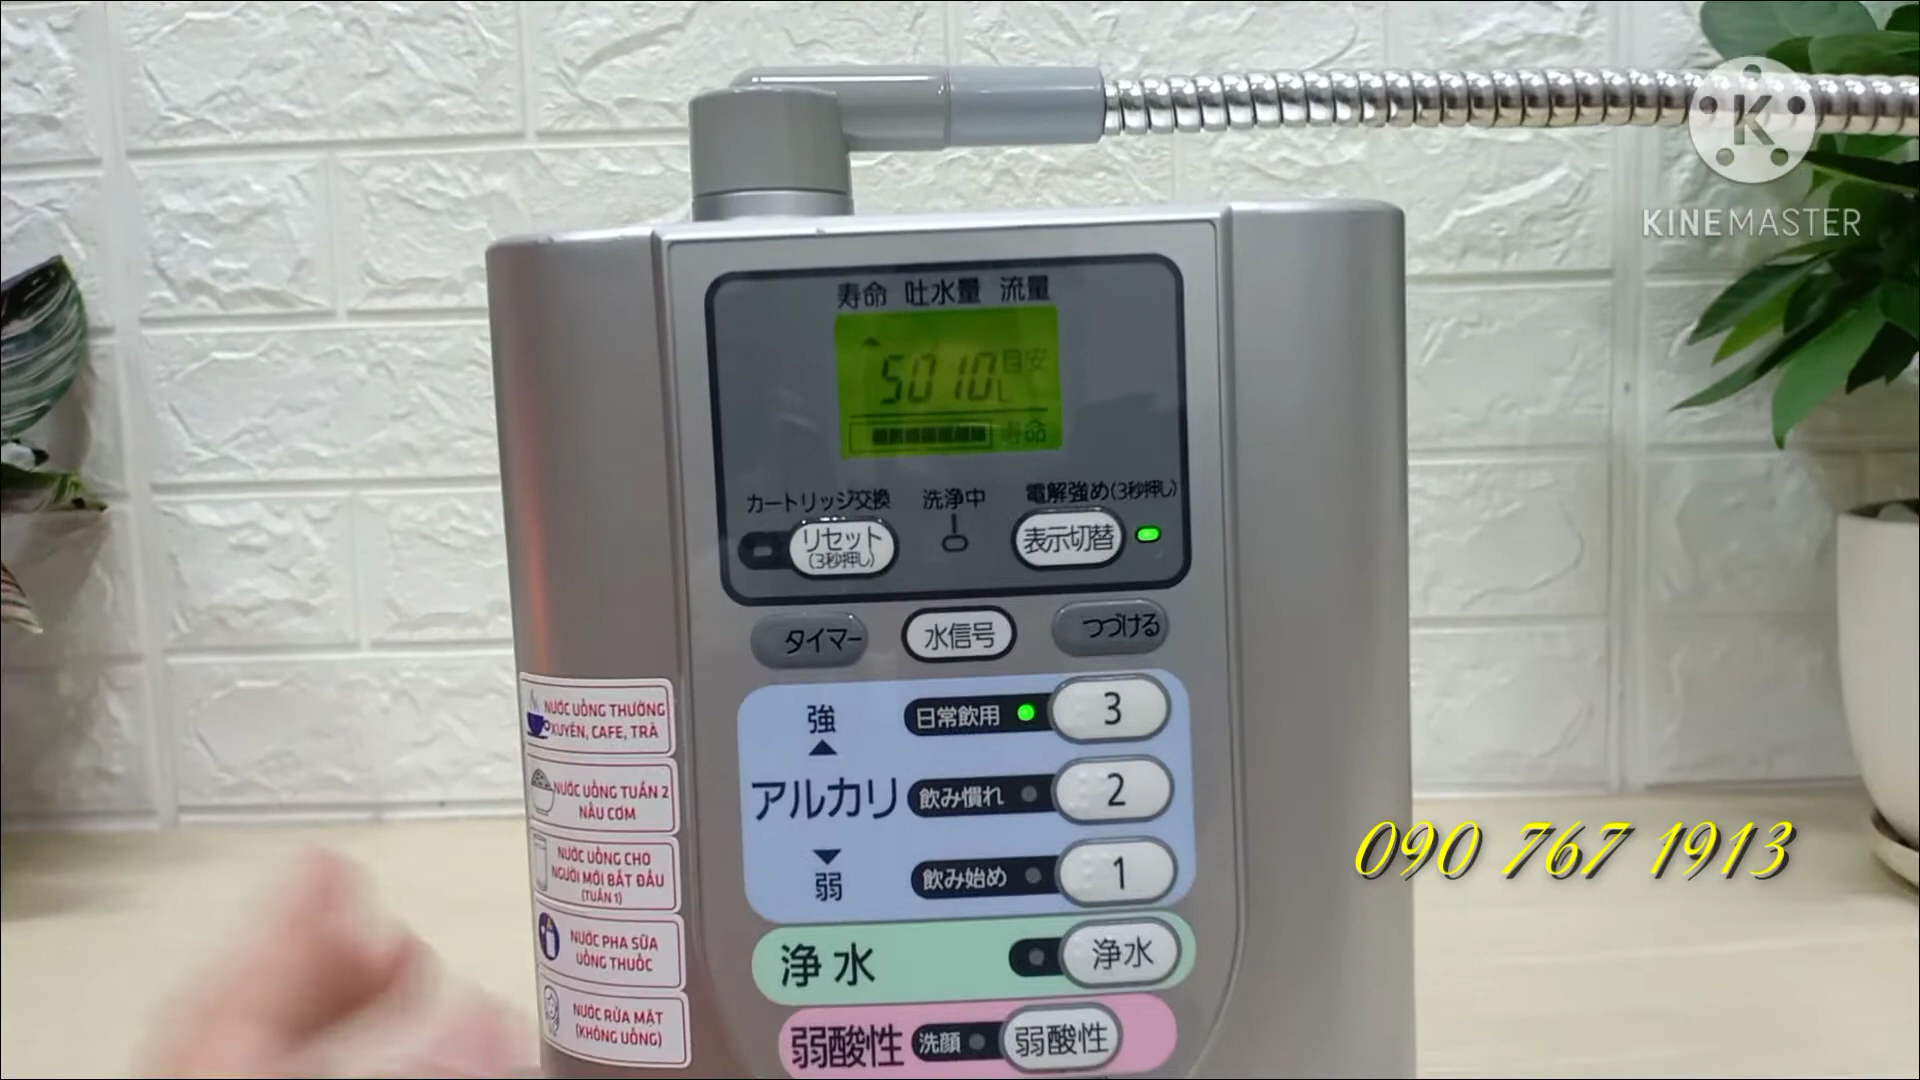 KINEMASTER
寿命 吐水量 流量
5010L 目安
寿命
カートリッジ交換 洗浄中 電解強め(3秒押し)
リセット
(3秒押し)
表示切替
タイマー 水信号 つづける
強 日常飲用 3
アルカリ 飲み慣れ 2
弱 飲み始め 1
浄水 浄水
弱酸性 洗顔 弱酸性
NƯỚC UỐNG THƯỜNG
XUYÊN, CAFE, TRÀ
NƯỚC UỐNG TUẦN 2
NẤU CƠM
NƯỚC UỐNG CHO
NGƯỜI MỚI BẮT ĐẦU
(TUẦN 1)
NƯỚC PHA SỮA
UỐNG THUỐC
NƯỚC RỬA MẶT
(KHÔNG UỐNG)
090 767 1913